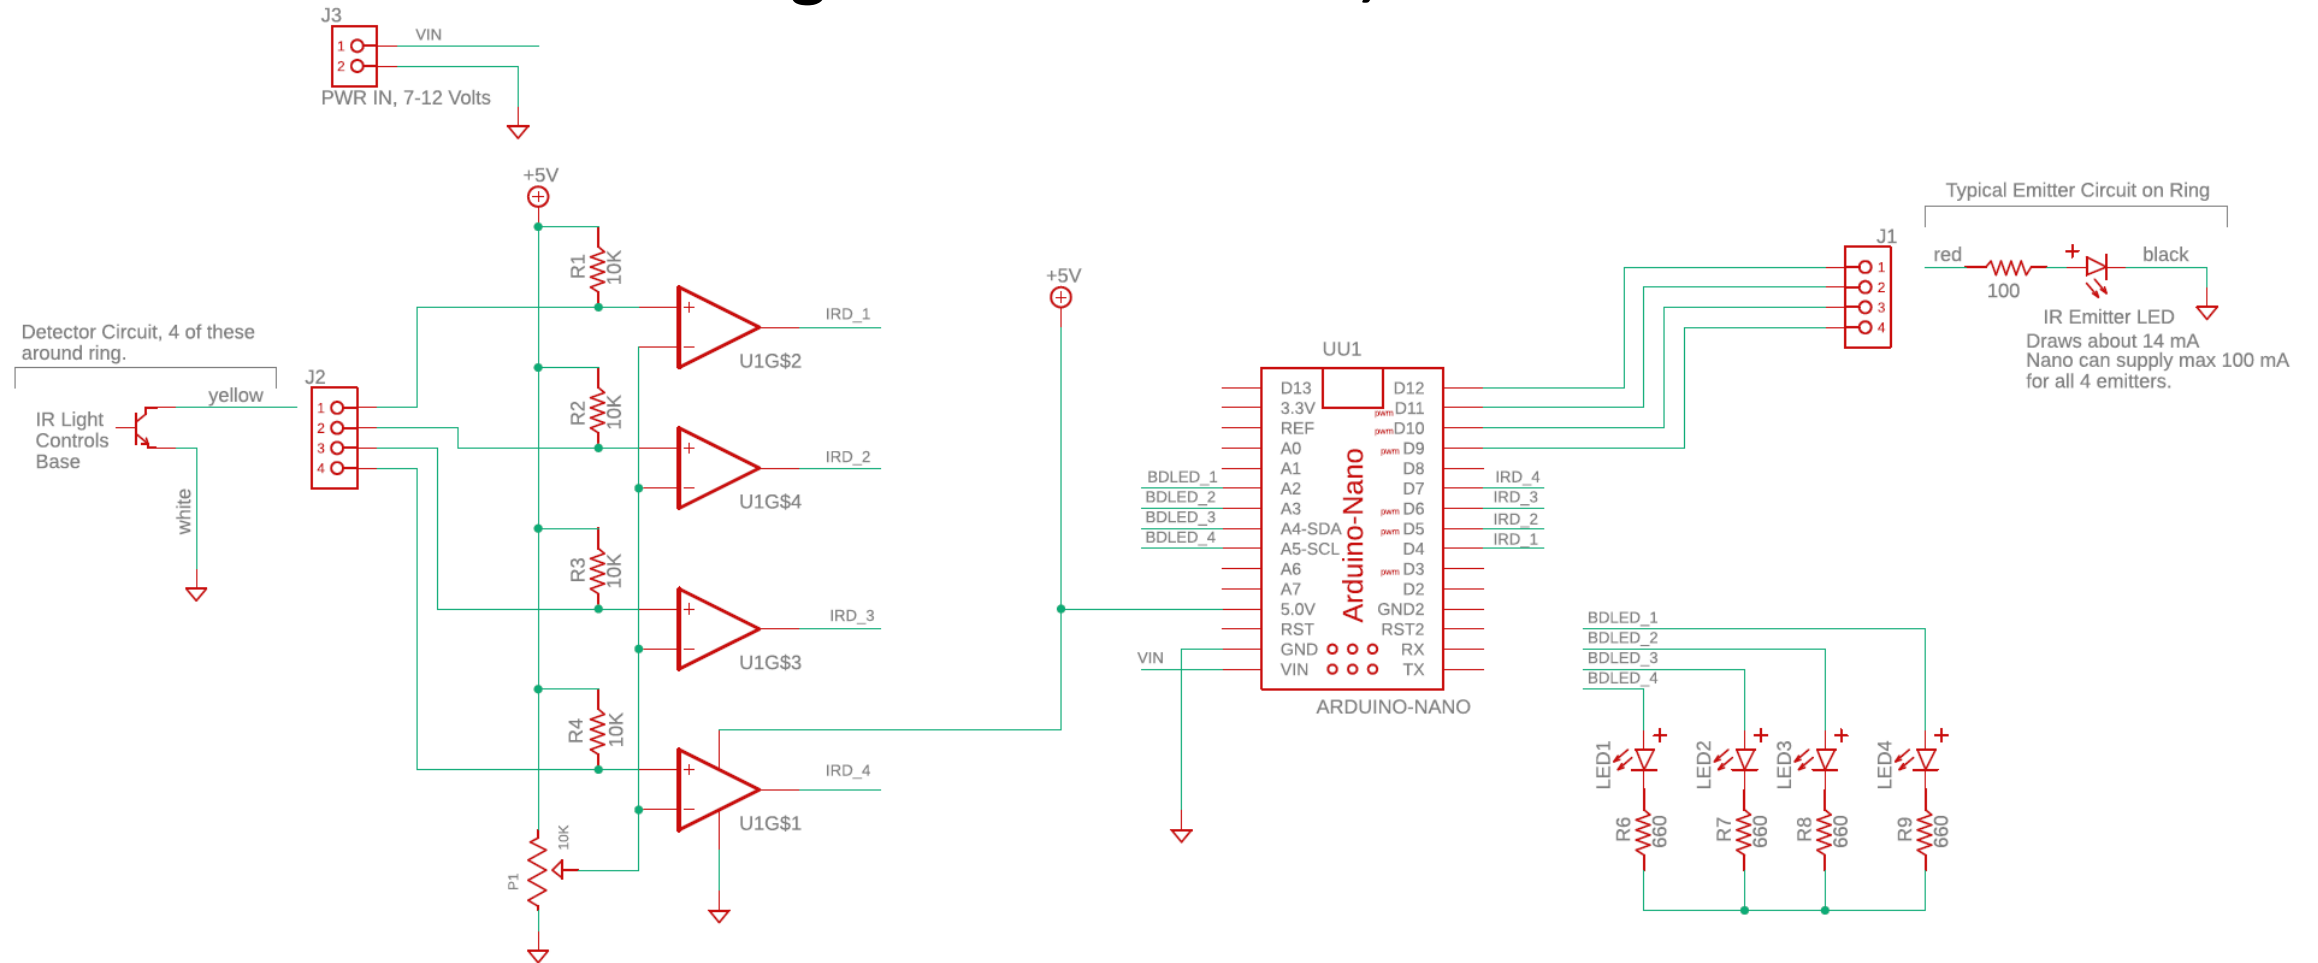 J3
1
2
VIN
PWR IN, 7-12 Volts
+5V
R1
10K
IRD_1
U1G$2
Detector Circuit, 4 of these
around ring.
yellow
IR Light
Controls
Base
white
J2
1
2
3
4
R2
10K
IRD_2
U1G$4
R3
10K
IRD_3
U1G$3
R4
10K
IRD_4
U1G$1
10K
P1
+5V
UU1
D13
3.3V
REF
A0
A1
A2
A3
A4-SDA
A5-SCL
A6
A7
5.0V
RST
GND
VIN
Arduino-Nano
D12
pwm D11
pwm D10
pwm D9
D8
D7
pwm D6
pwm D5
D4
pwm D3
D2
GND2
RST2
RX
TX
ARDUINO-NANO
BDLED_1
BDLED_2
BDLED_3
BDLED_4
VIN
IRD_4
IRD_3
IRD_2
IRD_1
J1
1
2
3
4
Typical Emitter Circuit on Ring
red
100
+
black
IR Emitter LED
Draws about 14 mA
Nano can supply max 100 mA
for all 4 emitters.
BDLED_1
BDLED_2
BDLED_3
BDLED_4
LED1
+
LED2
+
LED3
+
LED4
+
R6
660
R7
660
R8
660
R9
660